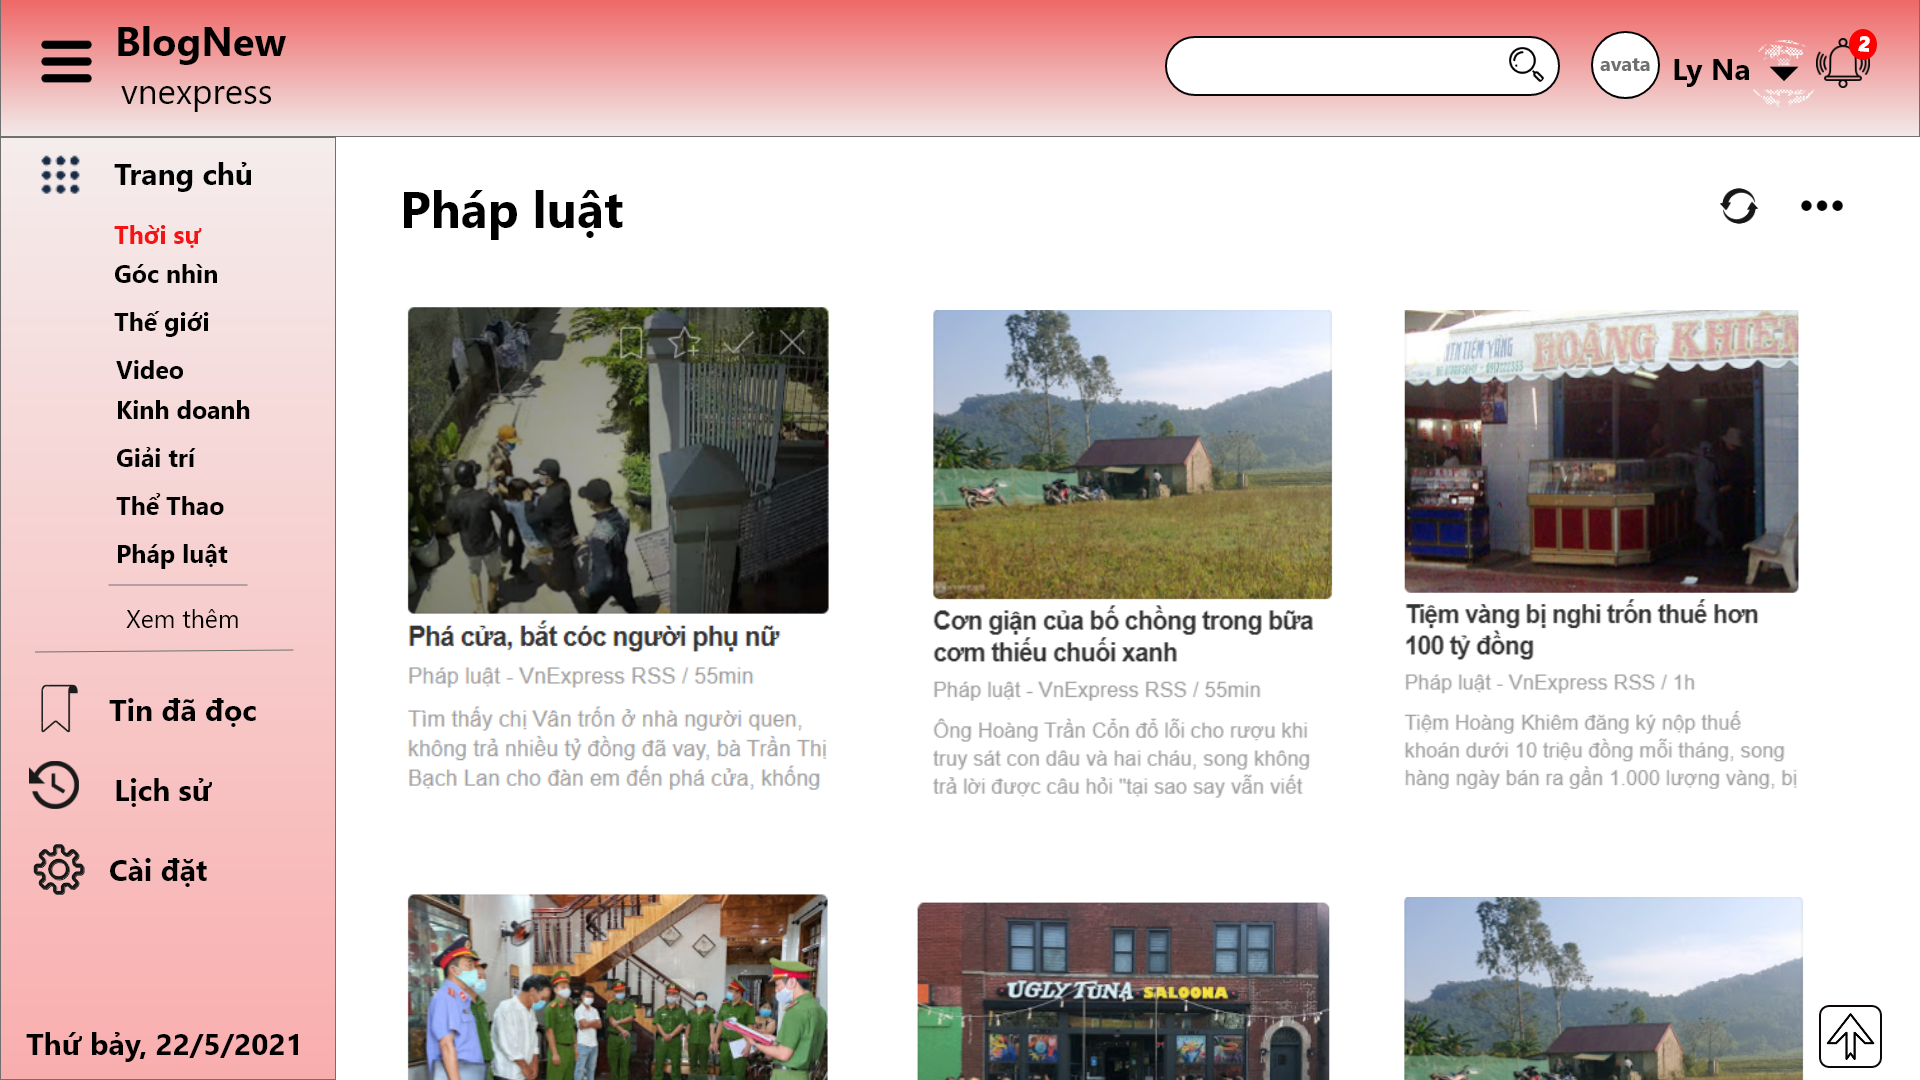 BlogNew
vnexpress
avata
Ly Na
2
Trang chủ
Thời sự
Góc nhìn
Thế giới
Video
Kinh doanh
Giải trí
Thể Thao
Pháp luật
Xem thêm
Tin đã đọc
Lịch sử
Cài đặt
Thứ bảy, 22/5/2021
Pháp luật
Phá cửa, bắt cóc người phụ nữ
Pháp luật - VnExpress RSS / 55min
Tìm thấy chị Vân trốn ở nhà người quen,
không trả nhiều tỷ đồng đã vay, bà Trần Thị
Bạch Lan cho đàn em đến phá cửa, khống
Cơn giận của bố chồng trong bữa
cơm thiếu chuối xanh
Pháp luật - VnExpress RSS / 55min
Ông Hoàng Trần Cổn đổ lỗi cho rượu khi
truy sát con dâu và hai cháu, song không
trả lời được câu hỏi "tại sao say vẫn viết
TIỆM VÀNG
HOÀNG KHIÊM
Tiệm vàng bị nghi trốn thuế hơn
100 tỷ đồng
Pháp luật - VnExpress RSS / 1h
Tiệm Hoàng Khiêm đăng ký nộp thuế
khoán dưới 10 triệu đồng mỗi tháng, song
hàng ngày bán ra gần 1.000 lượng vàng, bị
UGLY TUNA SALOONA